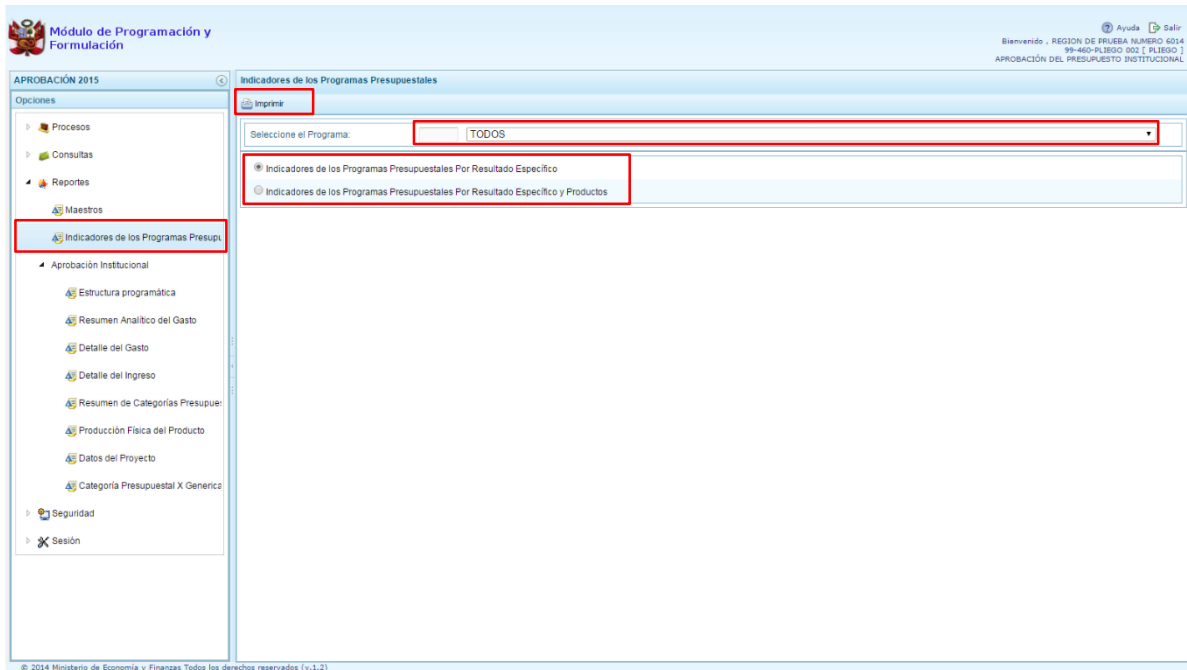 Módulo de Programación y
Formulación
Ayuda Salir
Bienvenido , REGION DE PRUEBA NUMERO 6014
99-460-PLIEGO 002 [ PLIEGO ]
APROBACIÓN DEL PRESUPUESTO INSTITUCIONAL
APROBACIÓN 2015
Opciones
Procesos
Consultas
Reportes
Maestros
Indicadores de los Programas Presupu
Aprobación Institucional
Estructura programática
Resumen Analítico del Gasto
Detalle del Gasto
Detalle del Ingreso
Resumen de Categorías Presupues
Producción Física del Producto
Datos del Proyecto
Categoría Presupuestal X Generica
Seguridad
Sesión
Indicadores de los Programas Presupuestales
Imprimir
Seleccione el Programa: TODOS
Indicadores de los Programas Presupuestales Por Resultado Específico
Indicadores de los Programas Presupuestales Por Resultado Específico y Productos
© 2014 Ministerio de Economía y Finanzas Todos los derechos reservados (v.1.2)